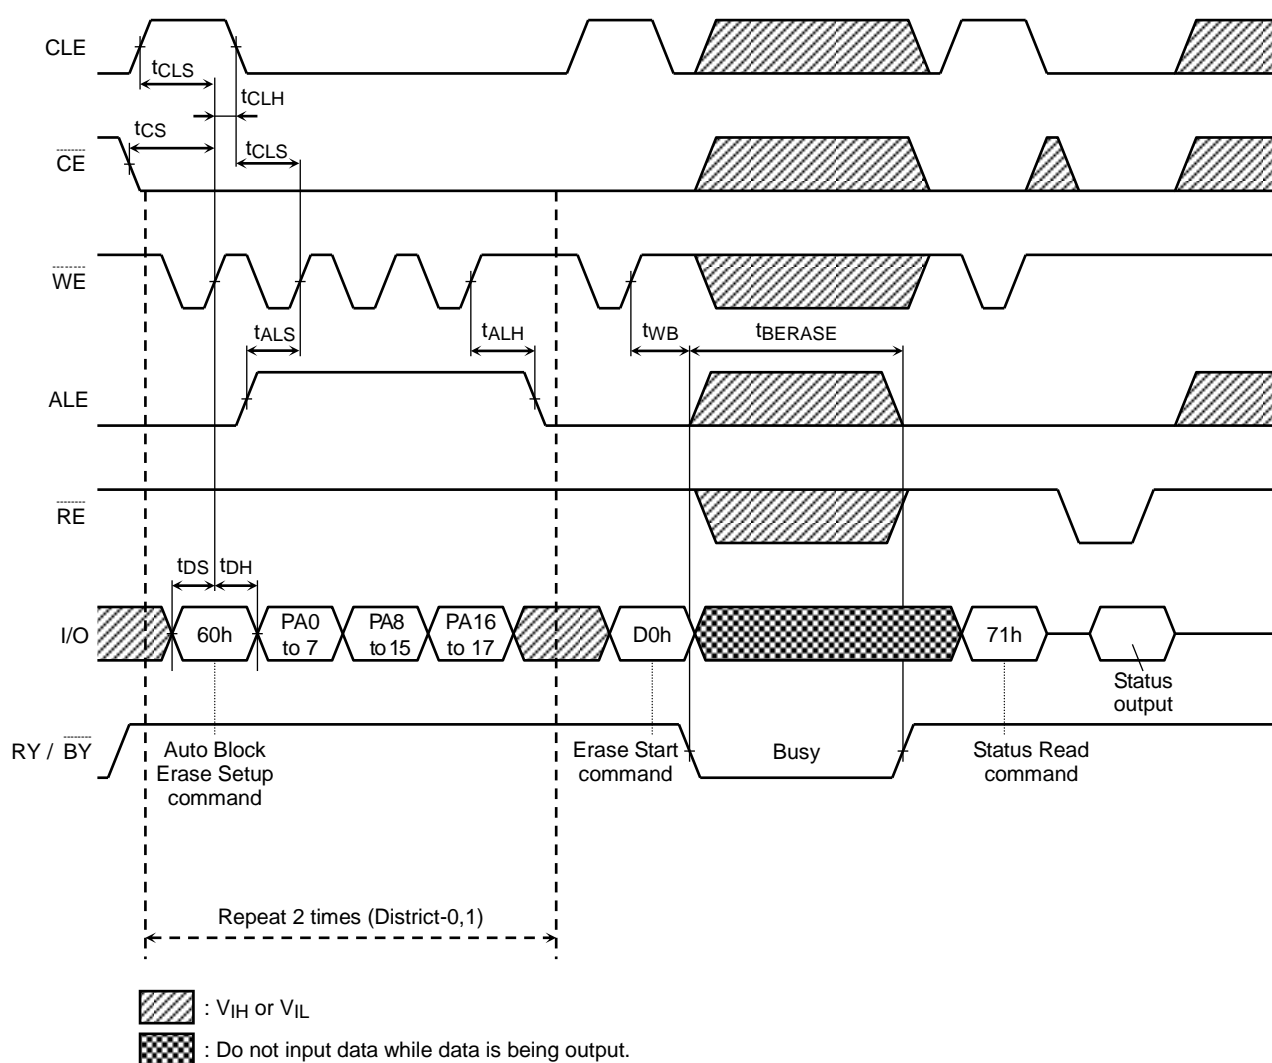 CLE
tCLS
tCLH
tCS
tCLS
CE
WE
tALS
tALH
tWB
tBERASE
ALE
RE
tDS
tDH
I/O
60h
PA0
to 7
PA8
to 15
PA16
to 17
D0h
71h
Status
output
RY / BY
Auto Block
Erase Setup
command
Erase Start
command
Busy
Status Read
command
Repeat 2 times (District-0,1)
: VIH or VIL
: Do not input data while data is being output.